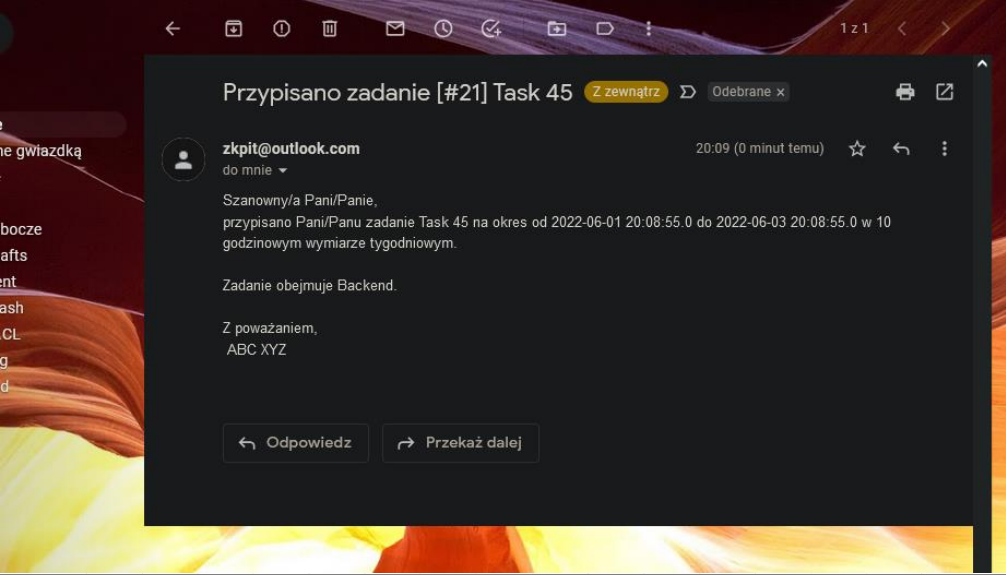 1 z 1
Przypisano zadanie [#21] Task 45 Z zewnątrz Odebrane ×
zkpit@outlook.com 20:09 (0 minut temu)
do mnie
Szanowny/a Pani/Panie,
przypisano Pani/Panu zadanie Task 45 na okres od 2022-06-01 20:08:55.0 do 2022-06-03 20:08:55.0 w 10
godzinowym wymiarze tygodniowym.
Zadanie obejmuje Backend.
Z poważaniem,
ABC XYZ
Odpowiedz
Przekaż dalej
e
ne gwiazdką
bocze
afts
ent
ash
CL
g
d